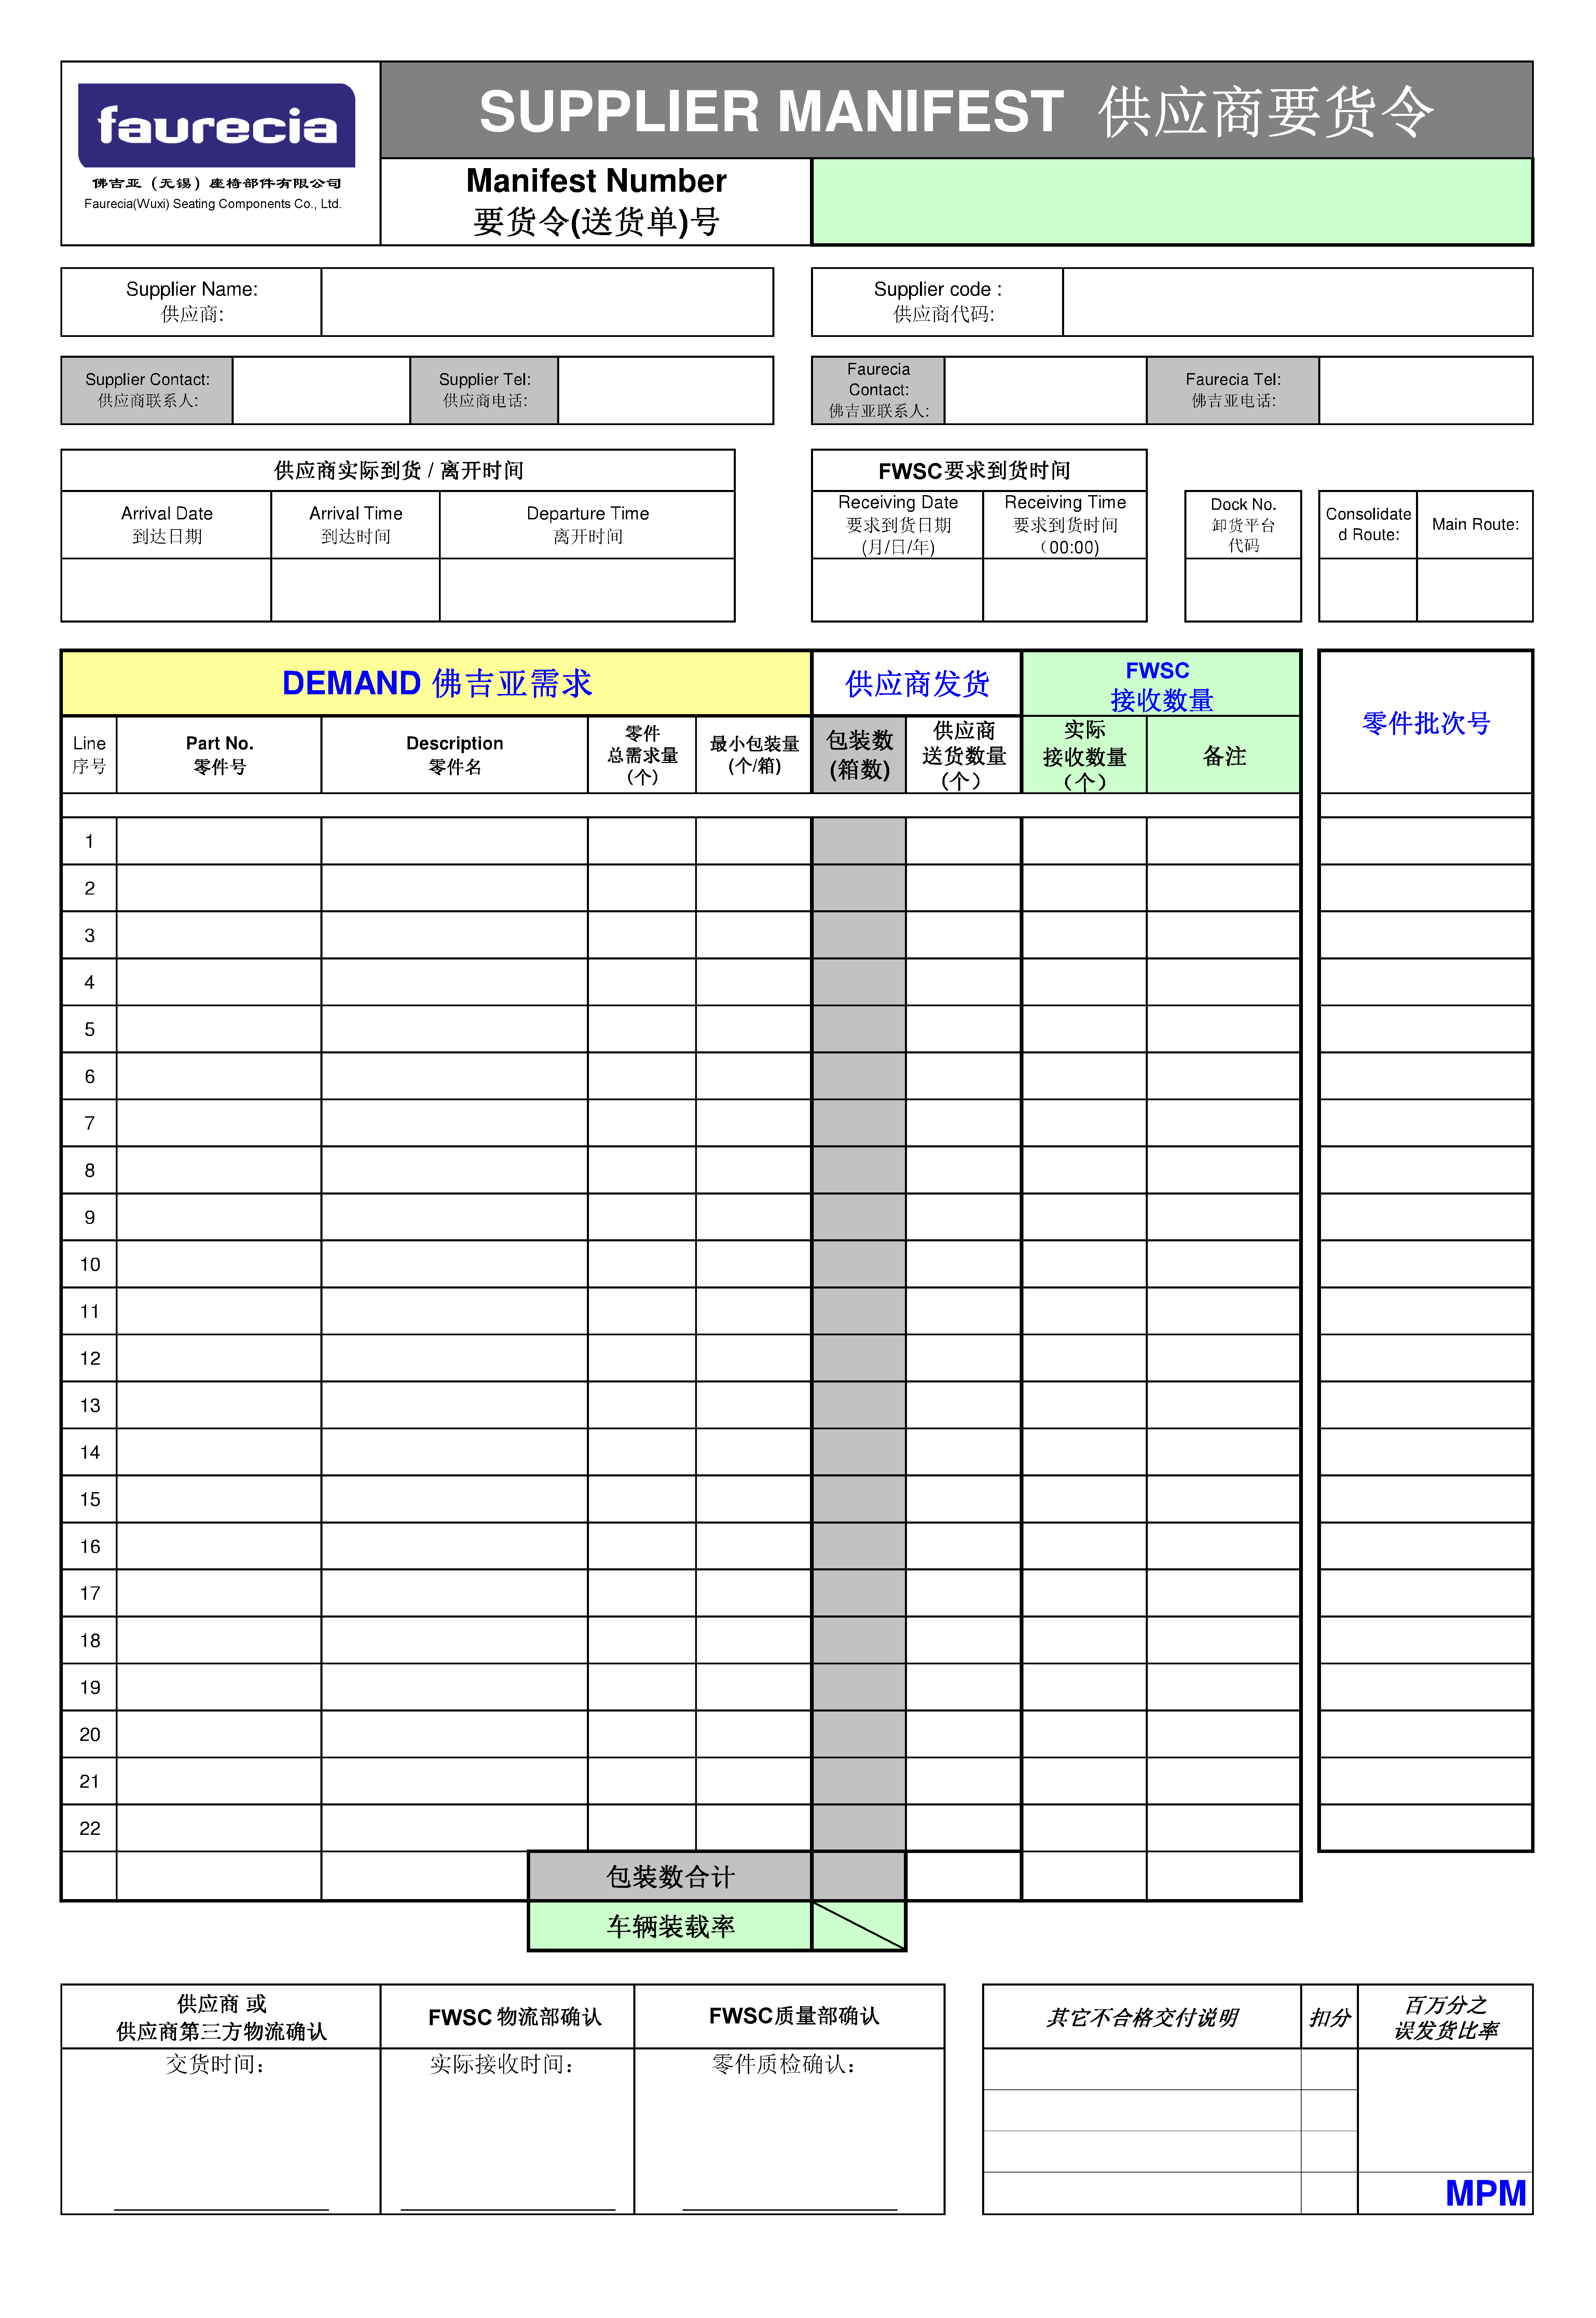 faurecia
佛吉亚（无锡）座椅部件有限公司
Faurecia(Wuxi) Seating Components Co., Ltd.
SUPPLIER MANIFEST 供应商要货令
Manifest Number
要货令(送货单)号
Supplier Name:
供应商:
Supplier code :
供应商代码:
Supplier Contact:
供应商联系人:
Supplier Tel:
供应商电话:
Faurecia
Contact:
佛吉亚联系人:
Faurecia Tel:
佛吉亚电话:
供应商实际到货 / 离开时间
Arrival Date
到达日期
Arrival Time
到达时间
Departure Time
离开时间
FWSC要求到货时间
Receiving Date
要求到货日期
(月/日/年)
Receiving Time
要求到货时间
（00:00)
Dock No.
卸货平台
代码
Consolidate
d Route:
Main Route:
DEMAND 佛吉亚需求
供应商发货
FWSC
接收数量
零件批次号
Line
序号
Part No.
零件号
Description
零件名
零件
总需求量
（个）
最小包装量
(个/箱)
包装数
(箱数)
供应商
送货数量
（个）
实际
接收数量
（个）
备注
1
2
3
4
5
6
7
8
9
10
11
12
13
14
15
16
17
18
19
20
21
22
包装数合计
车辆装载率
供应商 或
供应商第三方物流确认
FWSC 物流部确认
FWSC质量部确认
交货时间：
实际接收时间：
零件质检确认：
其它不合格交付说明
扣分
百万分之
误发货比率
MPM